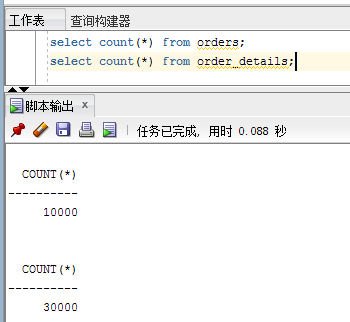 工作表 查询构建器
select count(*) from orders;
select count(*) from order_details;
脚本输出 x
任务已完成, 用时 0.088 秒
COUNT(*)
----------
10000
COUNT(*)
----------
30000